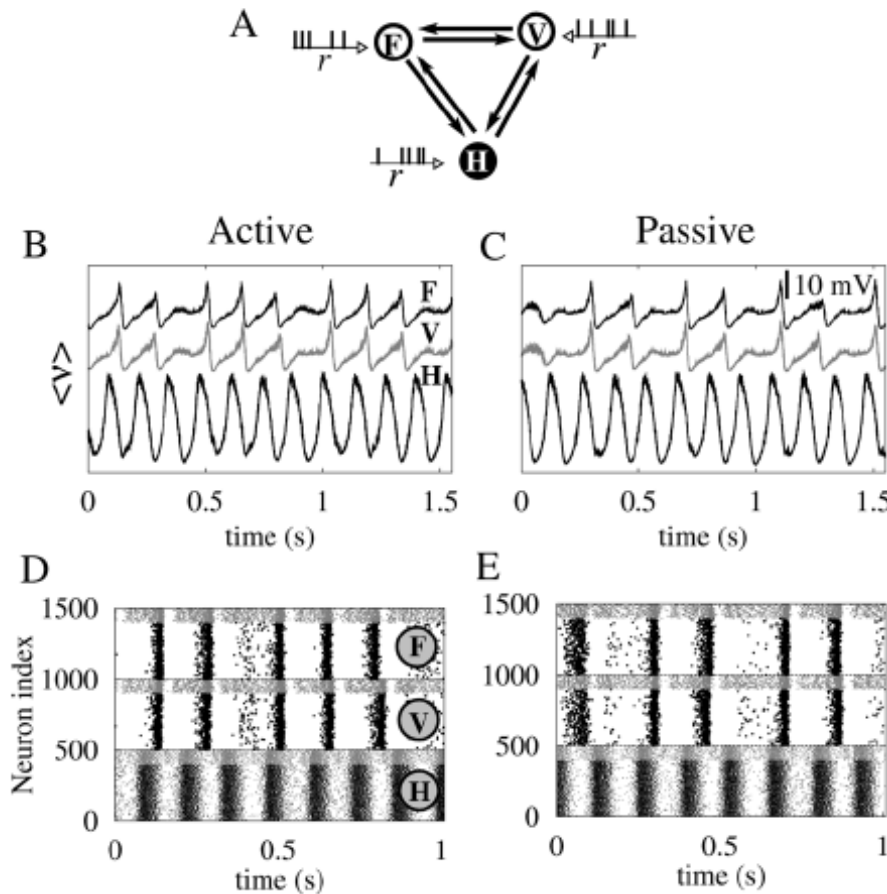 A
F
V
r
r
H
r
B
Active
C
Passive
F
V
H
<v>
10 mV
0 0.5 1 1.5
0 0.5 1 1.5
time (s)
time (s)
D
E
Neuron index
1500
1000
500
0
F
V
H
0 0.5 1
time (s)
1500
1000
500
0
0 0.5 1
time (s)